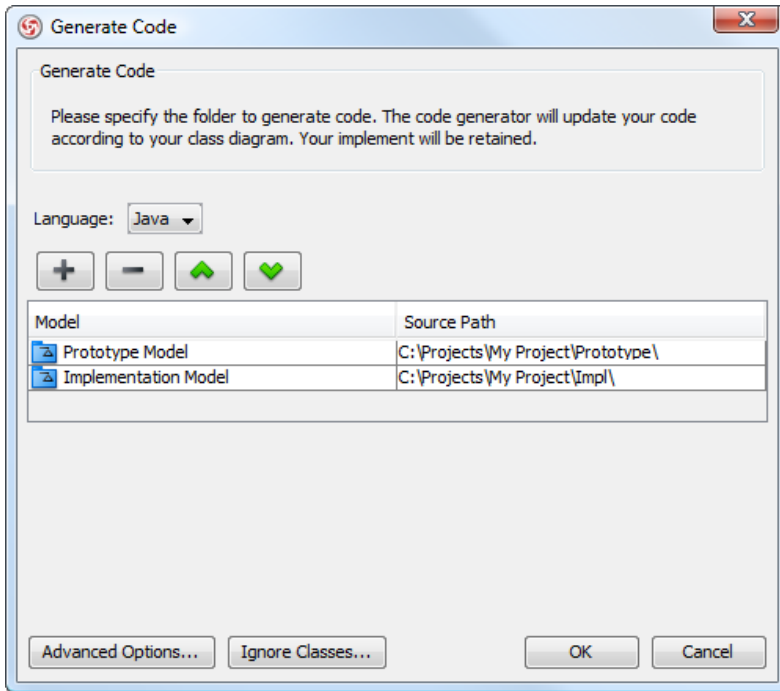 Generate Code
Generate Code
Please specify the folder to generate code. The code generator will update your code
according to your class diagram. Your implement will be retained.
Language: Java
Model Source Path
Prototype Model C:\Projects\My Project\Prototype\
Implementation Model C:\Projects\My Project\Impl\
Advanced Options... Ignore Classes... OK Cancel